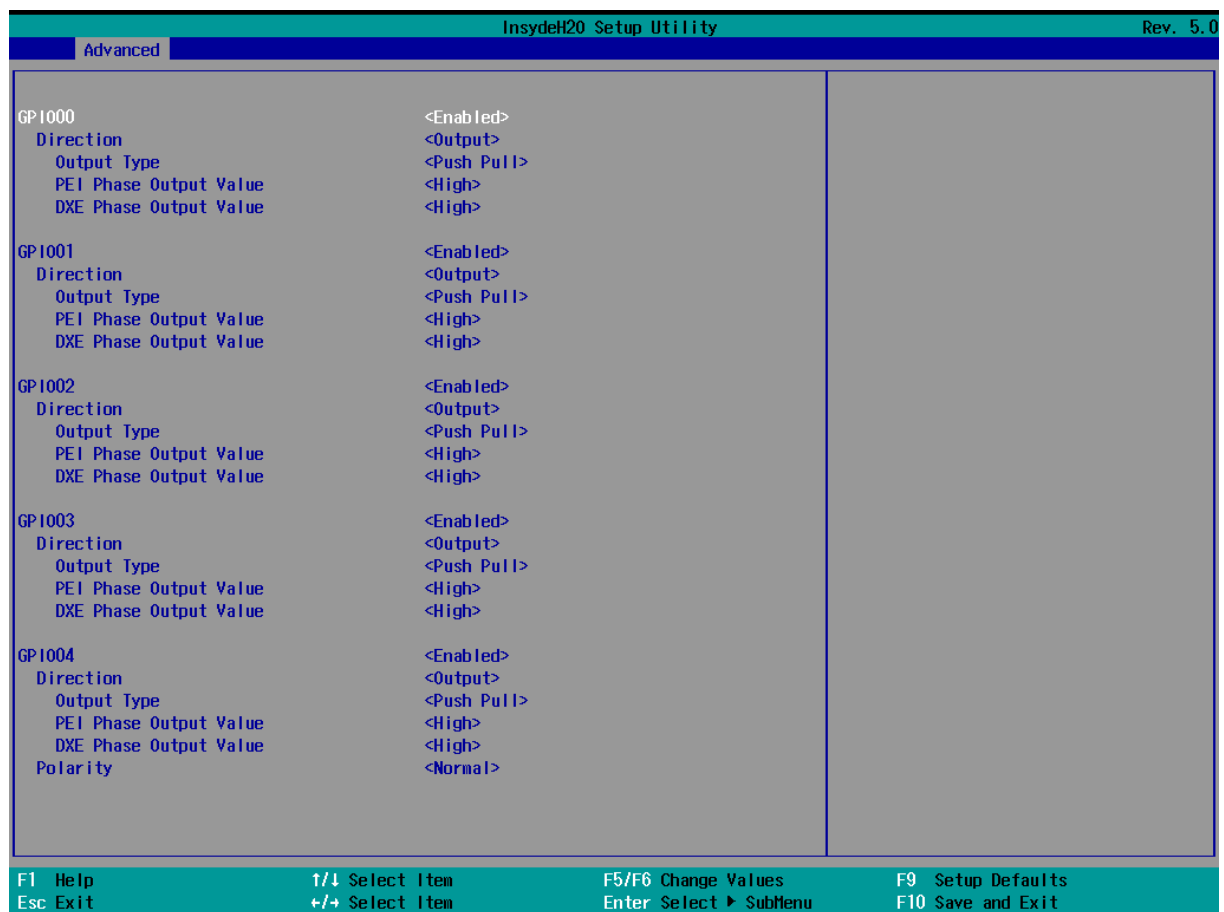 InsydeH20 Setup Utility Rev. 5.0
Advanced
GPIO00 <Enabled>
Direction <Output>
Output Type <Push Pull>
PEI Phase Output Value <High>
DXE Phase Output Value <High>
GPIO01 <Enabled>
Direction <Output>
Output Type <Push Pull>
PEI Phase Output Value <High>
DXE Phase Output Value <High>
GPIO02 <Enabled>
Direction <Output>
Output Type <Push Pull>
PEI Phase Output Value <High>
DXE Phase Output Value <High>
GPIO03 <Enabled>
Direction <Output>
Output Type <Push Pull>
PEI Phase Output Value <High>
DXE Phase Output Value <High>
GPIO04 <Enabled>
Direction <Output>
Output Type <Push Pull>
PEI Phase Output Value <High>
DXE Phase Output Value <High>
Polarity <Normal>
F1 Help ↑/↓ Select Item F5/F6 Change Values F9 Setup Defaults
Esc Exit ←/→ Select Item Enter Select ▶ SubMenu F10 Save and Exit